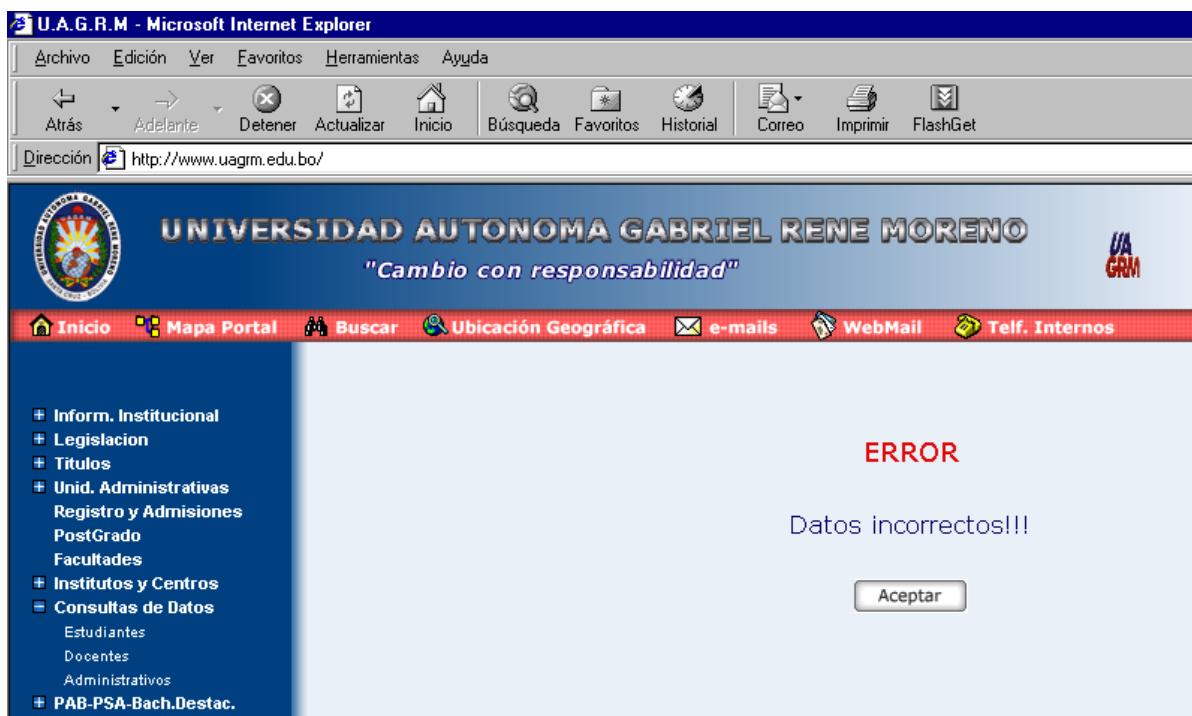 U.A.G.R.M - Microsoft Internet Explorer
Archivo Edición Ver Favoritos Herramientas Ayuda
Atrás Adelante Detener Actualizar Inicio Búsqueda Favoritos Historial Correo Imprimir FlashGet
Dirección http://www.uagrm.edu.bo/
UNIVERSIDAD AUTONOMA GABRIEL RENE MORENO
"Cambio con responsabilidad"
UA
GRM
Inicio Mapa Portal Buscar Ubicación Geográfica e-mails WebMail Telf. Internos
Inform. Institucional
Legislacion
Titulos
Unid. Administrativas
Registro y Admisiones
PostGrado
Facultades
Institutos y Centros
Consultas de Datos
Estudiantes
Docentes
Administrativos
PAB-PSA-Bach.Destac.
ERROR
Datos incorrectos!!!
Aceptar